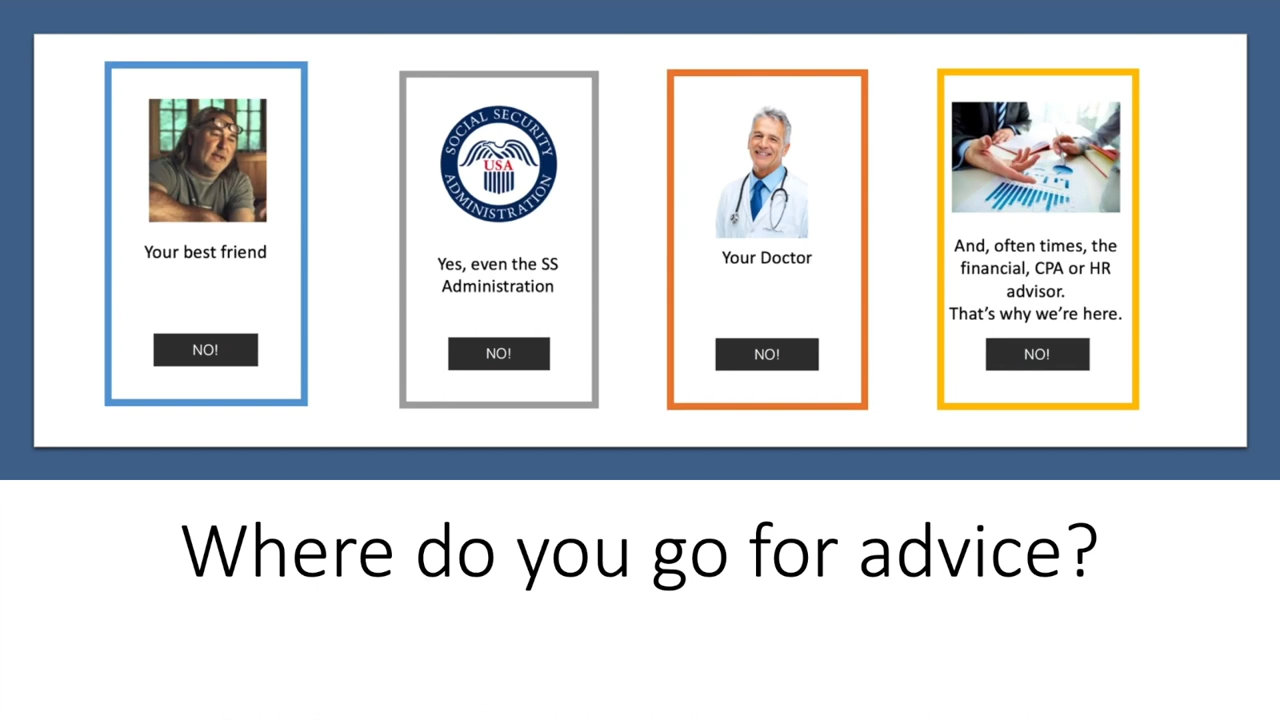 Your best friend
NO!
SOCIAL SECURITY
USA
ADMINISTRATION
Yes, even the SS
Administration
NO!
Your Doctor
NO!
And, often times, the
financial, CPA or HR
advisor.
That’s why we’re here.
NO!
Where do you go for advice?